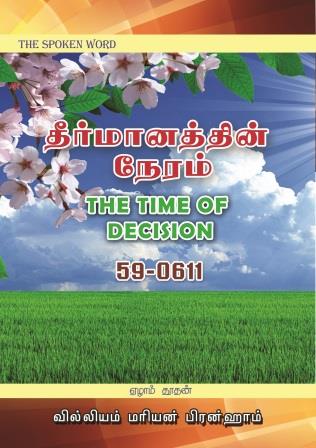 THE SPOKEN WORD
தீர்மானத்தின்
நேரம்
THE TIME OF
DECISION
59-0611
ஏழாம் தூதன்
வில்லியம் மரியன் பிரன்ஹாம்